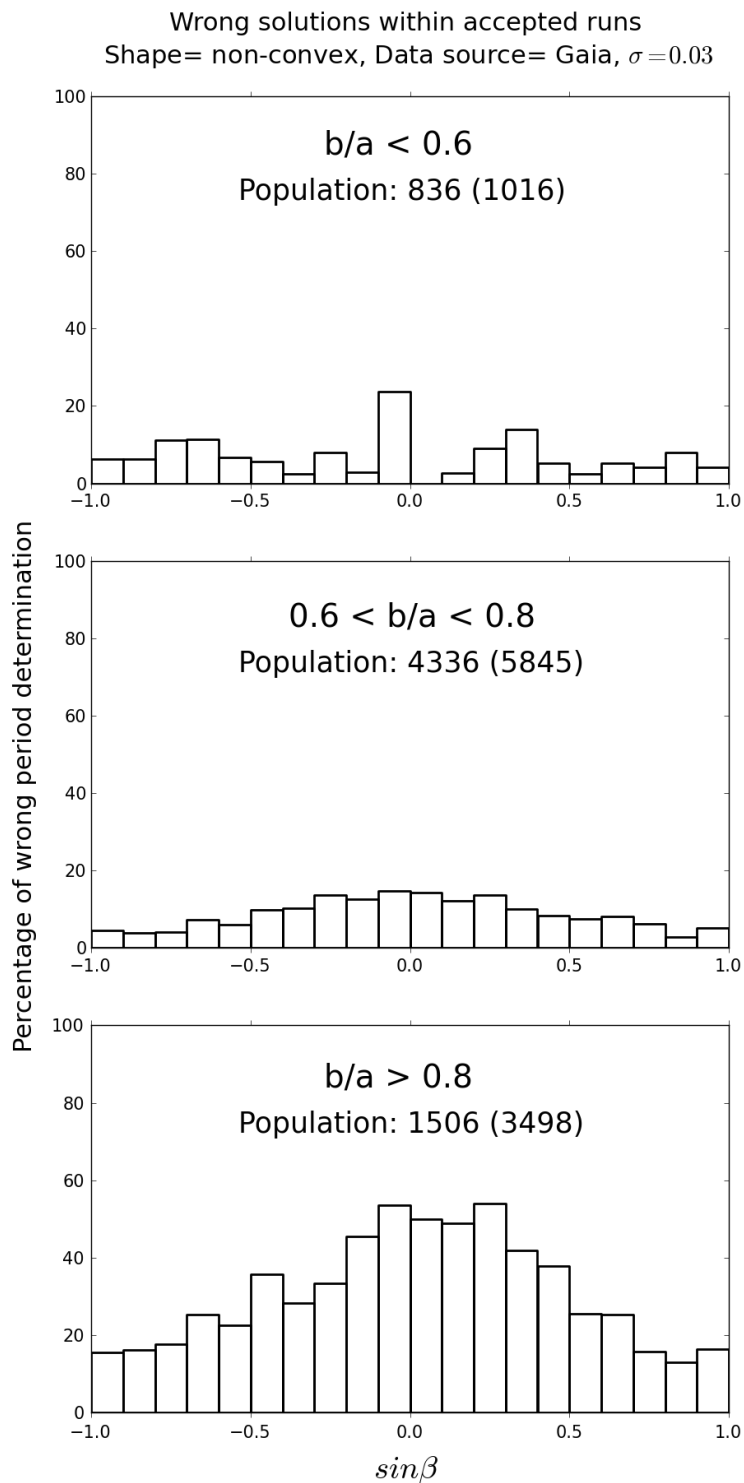 Wrong solutions within accepted runs
Shape= non-convex, Data source= Gaia, σ=0.03
Percentage of wrong period determination
100
80
60
40
20
0
b/a < 0.6
Population: 836 (1016)
−1.0 −0.5 0.0 0.5 1.0
100
80
60
40
20
0
0.6 < b/a < 0.8
Population: 4336 (5845)
−1.0 −0.5 0.0 0.5 1.0
100
80
60
40
20
0
b/a > 0.8
Population: 1506 (3498)
−1.0 −0.5 0.0 0.5 1.0
sinβ